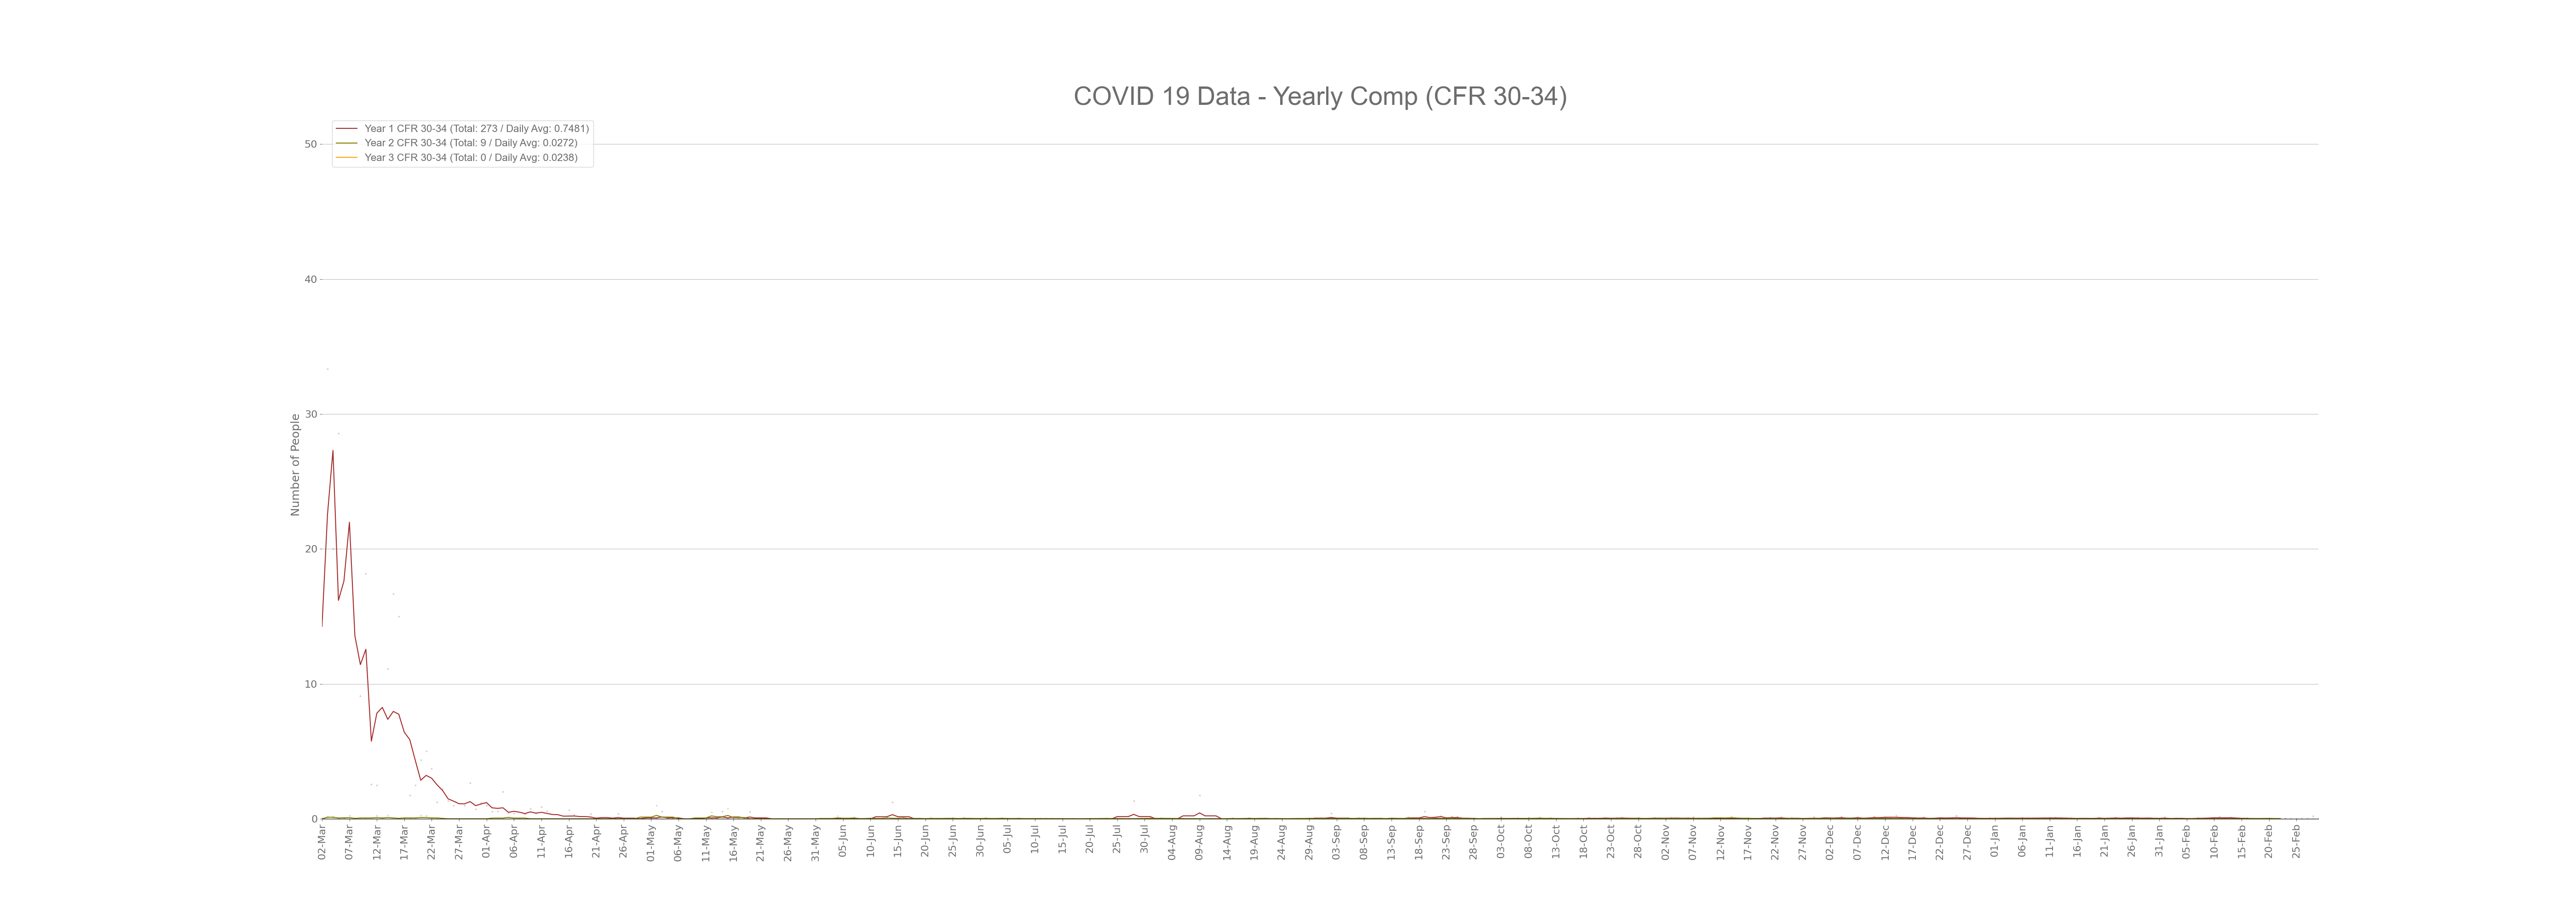 COVID 19 Data - Yearly Comp (CFR 30-34)
Year 1 CFR 30-34 (Total: 273 / Daily Avg: 0.7481)
Year 2 CFR 30-34 (Total: 9 / Daily Avg: 0.0272)
Year 3 CFR 30-34 (Total: 0 / Daily Avg: 0.0238)
50
40
30
20
10
0
Number of People
02-Mar
07-Mar
12-Mar
17-Mar
22-Mar
27-Mar
01-Apr
06-Apr
11-Apr
16-Apr
21-Apr
26-Apr
01-May
06-May
11-May
16-May
21-May
26-May
31-May
05-Jun
10-Jun
15-Jun
20-Jun
25-Jun
30-Jun
05-Jul
10-Jul
15-Jul
20-Jul
25-Jul
30-Jul
04-Aug
09-Aug
14-Aug
19-Aug
24-Aug
29-Aug
03-Sep
08-Sep
13-Sep
18-Sep
23-Sep
28-Sep
03-Oct
08-Oct
13-Oct
18-Oct
23-Oct
28-Oct
02-Nov
07-Nov
12-Nov
17-Nov
22-Nov
27-Nov
02-Dec
07-Dec
12-Dec
17-Dec
22-Dec
27-Dec
01-Jan
06-Jan
11-Jan
16-Jan
21-Jan
26-Jan
31-Jan
05-Feb
10-Feb
15-Feb
20-Feb
25-Feb